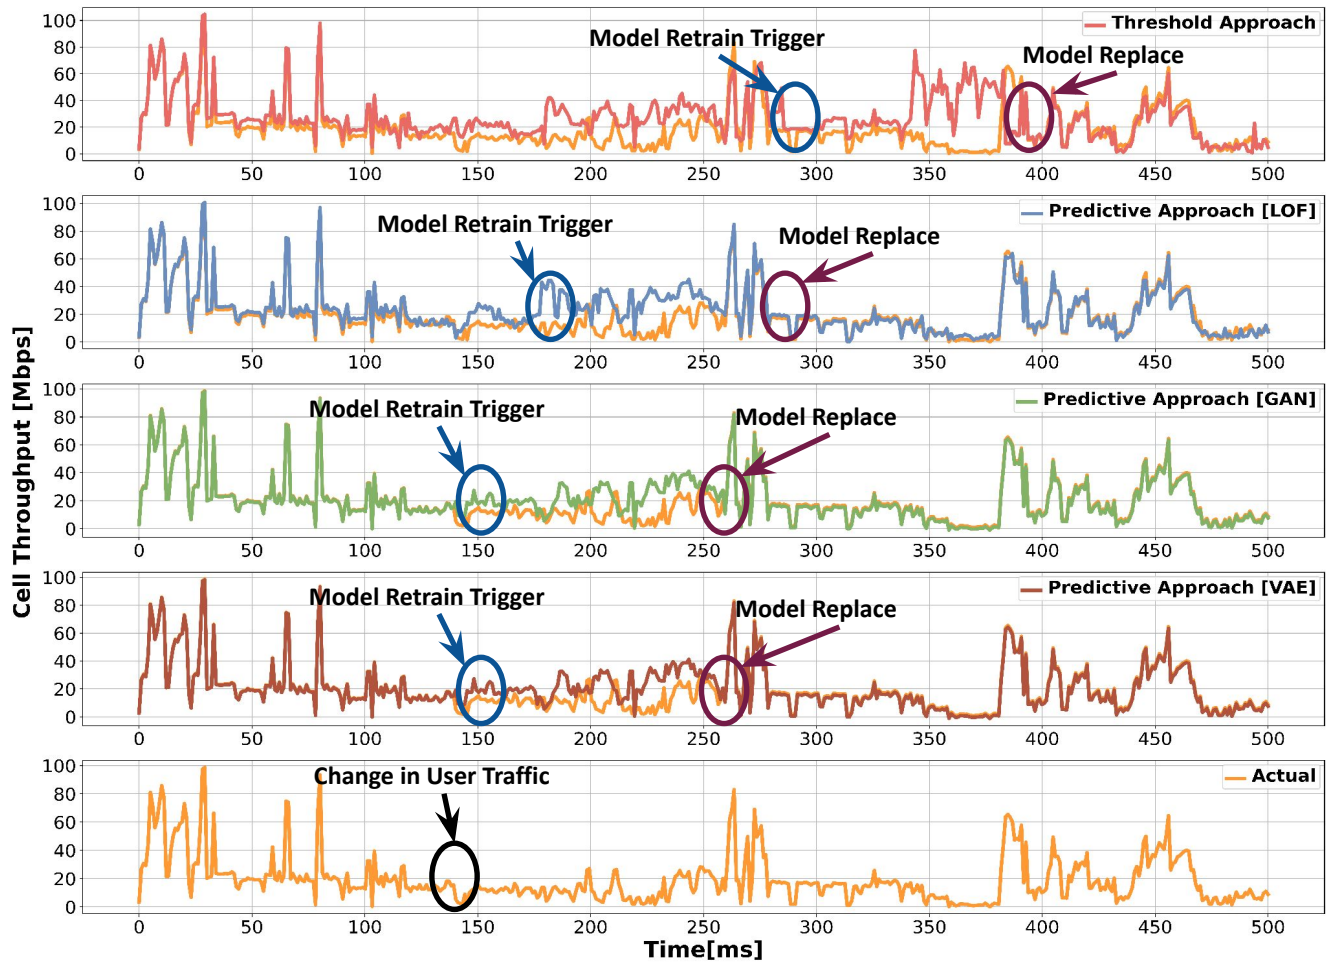 Cell Throughput [Mbps]
Threshold Approach
Model Retrain Trigger
Model Replace
100
80
60
40
20
0
0 50 100 150 200 250 300 350 400 450 500
Predictive Approach [LOF]
Model Retrain Trigger
Model Replace
100
80
60
40
20
0
0 50 100 150 200 250 300 350 400 450 500
Predictive Approach [GAN]
Model Retrain Trigger
Model Replace
100
80
60
40
20
0
0 50 100 150 200 250 300 350 400 450 500
Predictive Approach [VAE]
Model Retrain Trigger
Model Replace
100
80
60
40
20
0
0 50 100 150 200 250 300 350 400 450 500
Actual
Change in User Traffic
100
80
60
40
20
0
0 50 100 150 200 250 300 350 400 450 500
Time[ms]